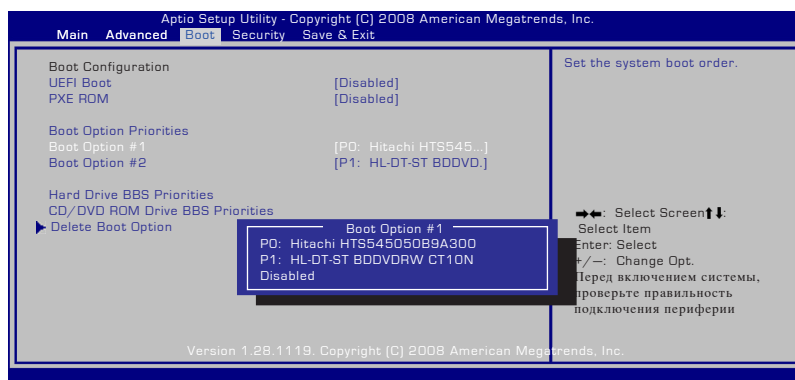 Aptio Setup Utility - Copyright (C) 2008 American Megatrends, Inc.
Main Advanced Boot Security Save & Exit
Boot Configuration
UEFI Boot [Disabled]
PXE ROM [Disabled]
Boot Option Priorities
Boot Option #1 [P0: Hitachi HTS545...]
Boot Option #2 [P1: HL-DT-ST BDDVD.]
Hard Drive BBS Priorities
CD/DVD ROM Drive BBS Priorities
Delete Boot Option
Boot Option #1
P0: Hitachi HTS545050B9A300
P1: HL-DT-ST BDDVDRW CT10N
Disabled
Set the system boot order.
➡⬅: Select Screen⬆⬇:
Select Item
Enter: Select
+/—: Change Opt.
Перед включением системы,
проверьте правильность
подключения периферии
Version 1.28.1119. Copyright (C) 2008 American Megatrends, Inc.